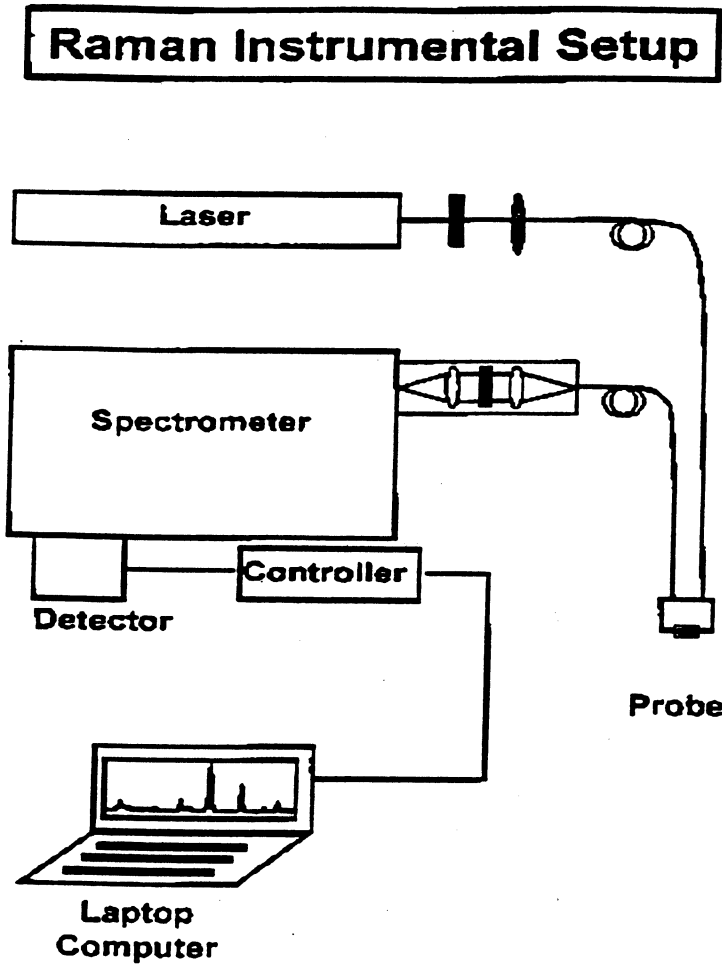 Raman Instrumental Setup
Laser
Spectrometer
Controller
Detector
Probe
Laptop
Computer